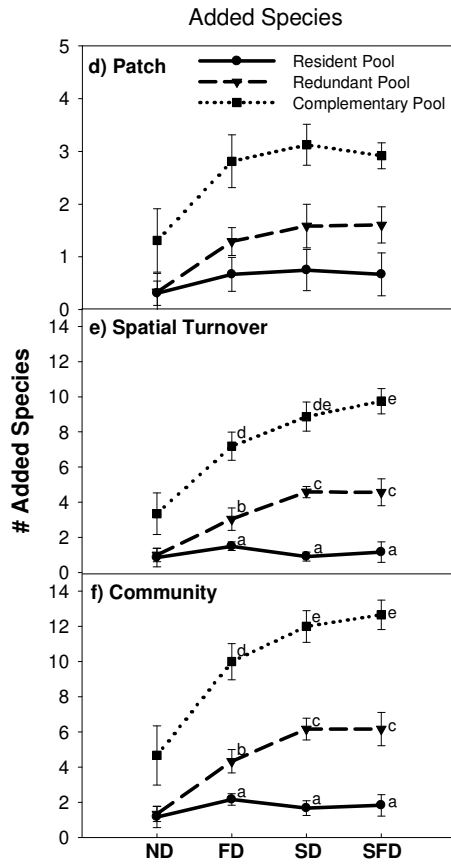 Added Species
d) Patch
Resident Pool
Redundant Pool
Complementary Pool
5
4
3
2
1
0
e) Spatial Turnover
14
12
10
8
6
4
2
0
d
de
e
b
c
c
a
a
a
# Added Species
f) Community
14
12
10
8
6
4
2
0
d
e
e
b
c
c
a
a
a
ND FD SD SFD